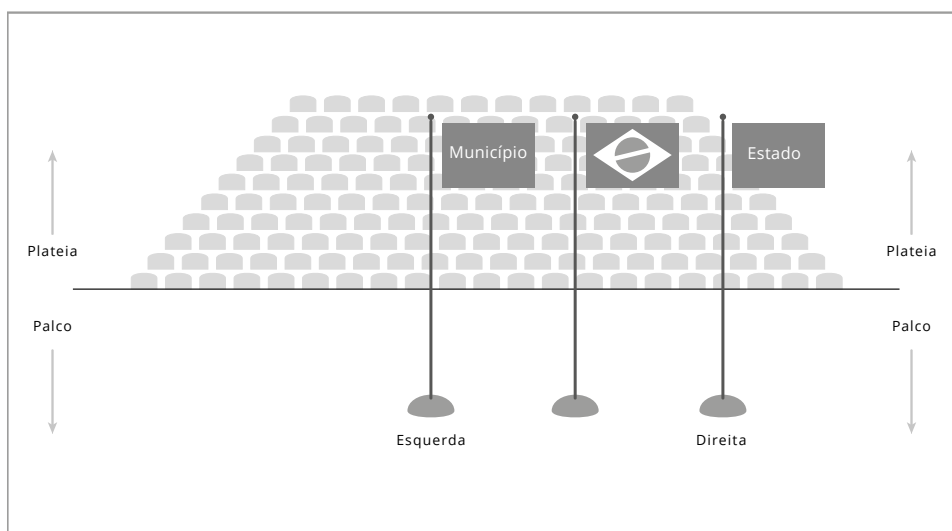 Município
Estado
Plateia
Plateia
Palco
Palco
Esquerda
Direita